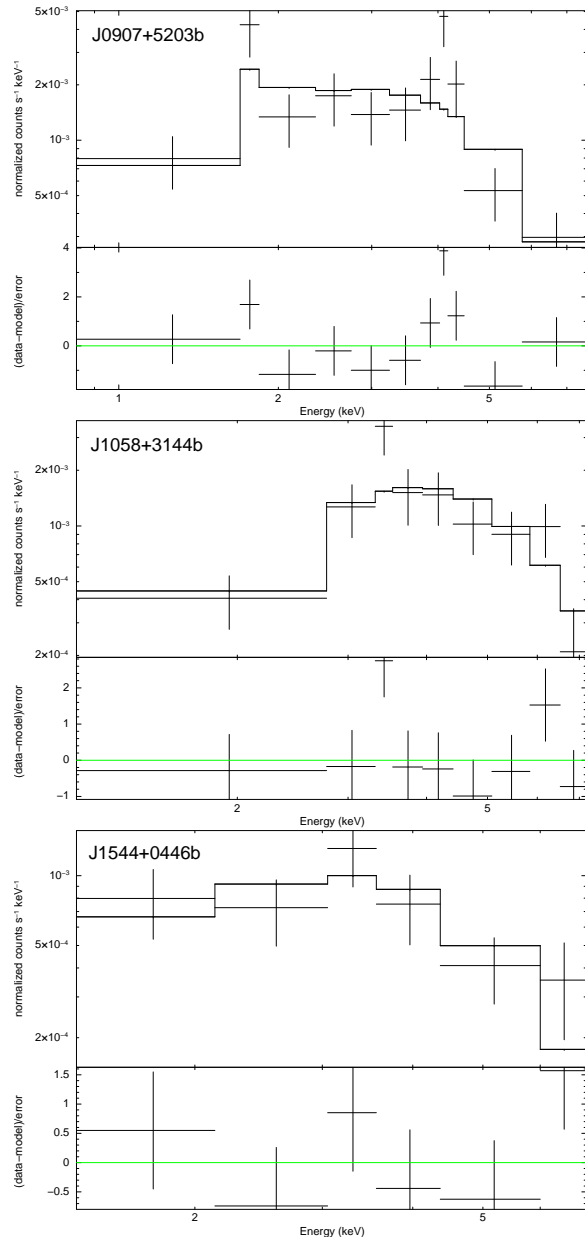 J0907+5203b
5×10⁻³
2×10⁻³
10⁻³
5×10⁻⁴
normalized counts s⁻¹ keV⁻¹
4
2
0
(data−model)/error
1 2 5
Energy (keV)
J1058+3144b
2×10⁻³
10⁻³
5×10⁻⁴
2×10⁻⁴
normalized counts s⁻¹ keV⁻¹
2
1
0
−1
(data−model)/error
2 5
Energy (keV)
J1544+0446b
10⁻³
5×10⁻⁴
2×10⁻⁴
normalized counts s⁻¹ keV⁻¹
1.5
1
0.5
0
−0.5
(data−model)/error
2 5
Energy (keV)